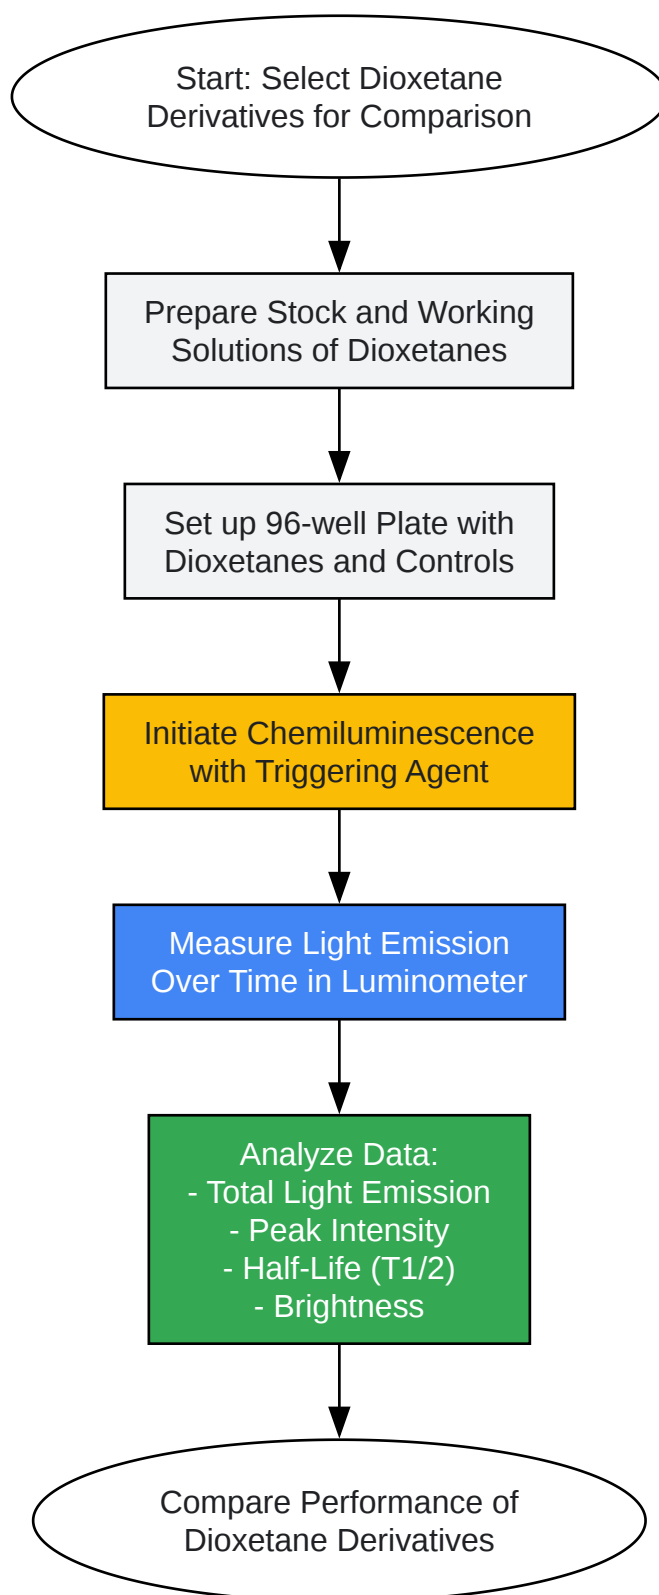 Start: Select Dioxetane
Derivatives for Comparison
Prepare Stock and Working
Solutions of Dioxetanes
Set up 96-well Plate with
Dioxetanes and Controls
Initiate Chemiluminescence
with Triggering Agent
Measure Light Emission
Over Time in Luminometer
Analyze Data:
- Total Light Emission
- Peak Intensity
- Half-Life (T1/2)
- Brightness
Compare Performance of
Dioxetane Derivatives